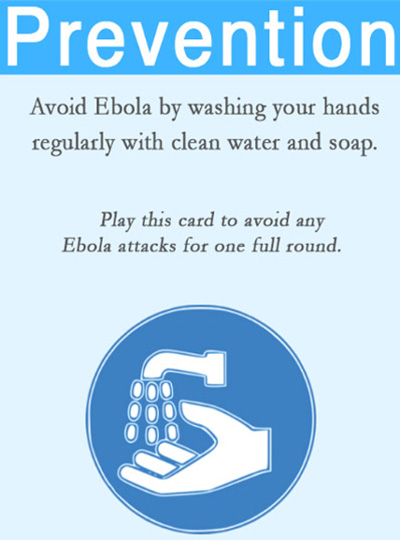 Prevention
Avoid Ebola by washing your hands
regularly with clean water and soap.
Play this card to avoid any
Ebola attacks for one full round.